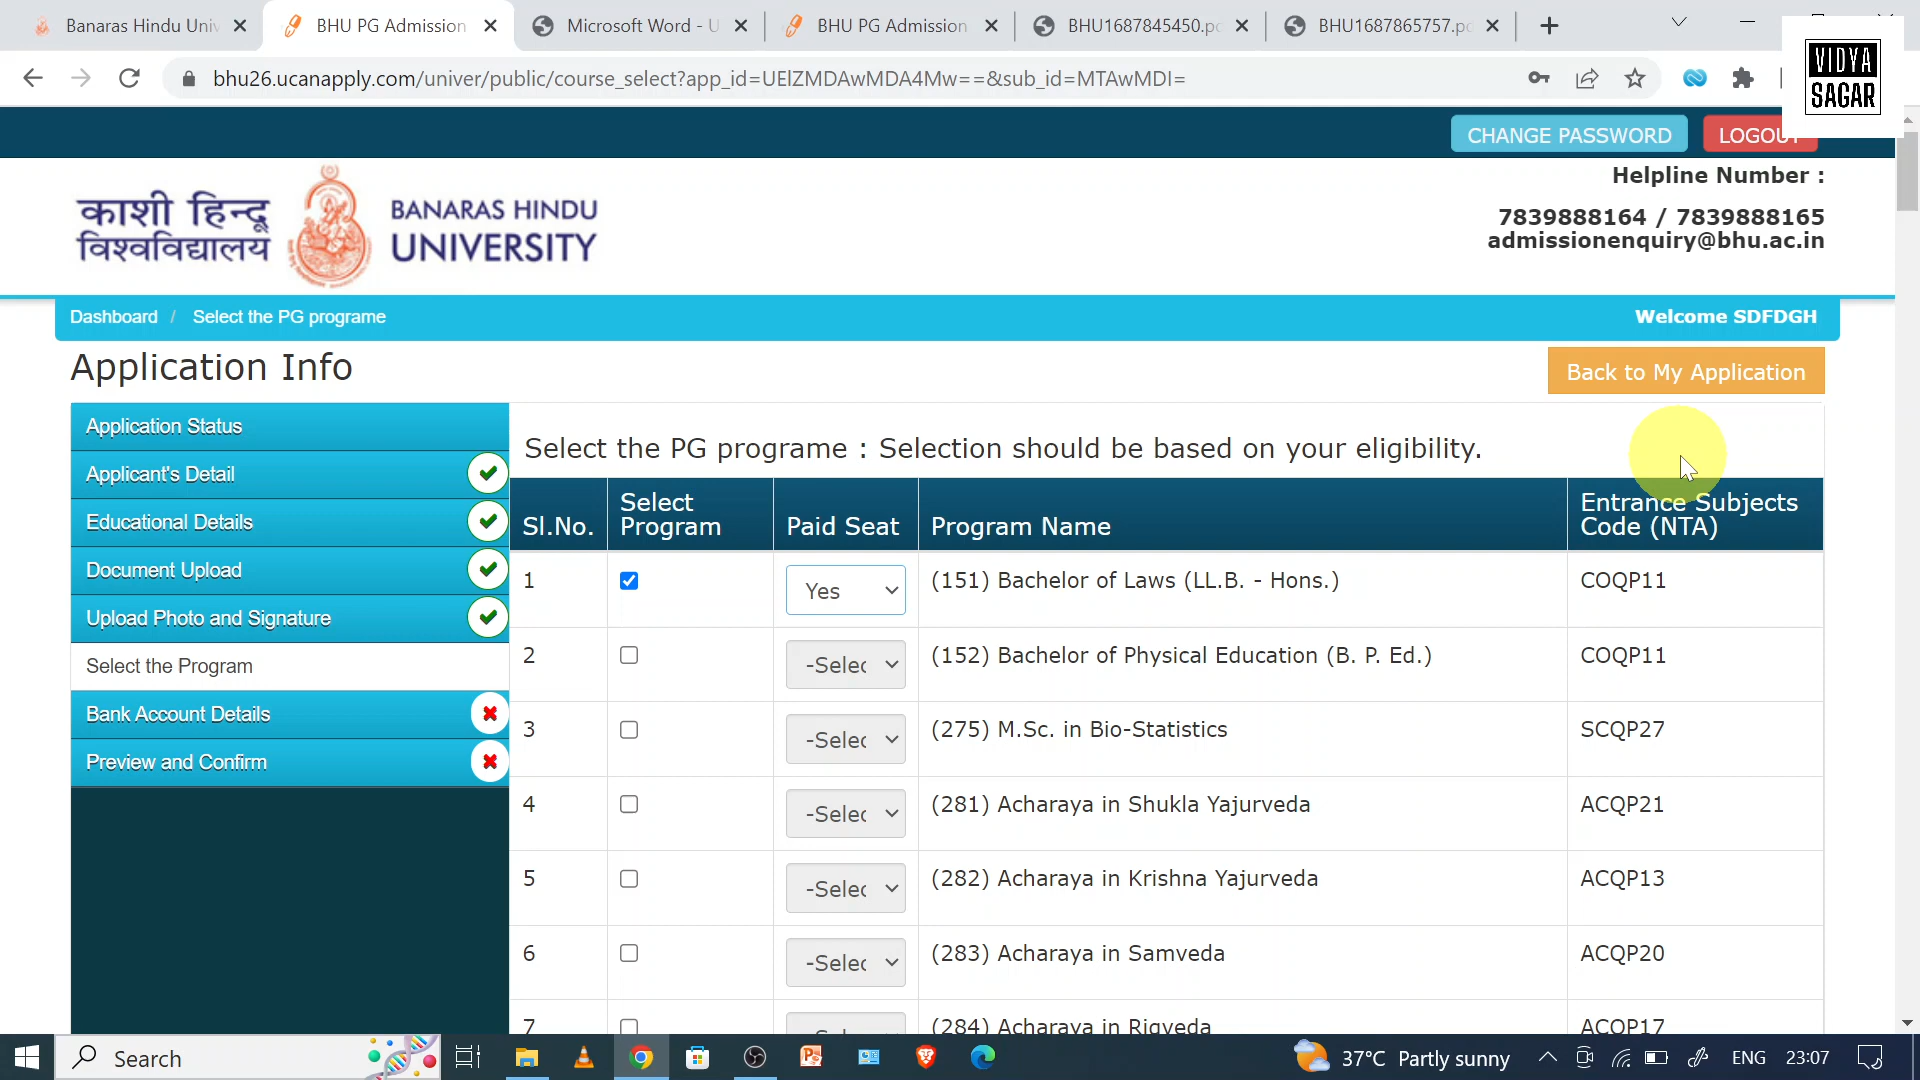 Banaras Hindu Univ
BHU PG Admission
Microsoft Word - U
BHU PG Admission
BHU1687845450.pd
BHU1687865757.pd
bhu26.ucanapply.com/univer/public/course_select?app_id=UElZMDAwMDA4Mw==&sub_id=MTAwMDI=
VIDYA
SAGAR
CHANGE PASSWORD
LOGOUT
Helpline Number :
7839888164 / 7839888165
admissionenquiry@bhu.ac.in
काशी हिन्दू
विश्वविद्यालय
BANARAS HINDU
UNIVERSITY
Dashboard / Select the PG programe
Welcome SDFDGH
Application Info
Back to My Application
Application Status
Applicant's Detail
Educational Details
Document Upload
Upload Photo and Signature
Select the Program
Bank Account Details
Preview and Confirm
Select the PG programe : Selection should be based on your eligibility.
Sl.No. Select Program Paid Seat Program Name Entrance Subjects Code (NTA)
1 Yes (151) Bachelor of Laws (LL.B. - Hons.) COQP11
2 -Selec (152) Bachelor of Physical Education (B. P. Ed.) COQP11
3 -Selec (275) M.Sc. in Bio-Statistics SCQP27
4 -Selec (281) Acharaya in Shukla Yajurveda ACQP21
5 -Selec (282) Acharaya in Krishna Yajurveda ACQP13
6 -Selec (283) Acharaya in Samveda ACQP20
7 (284) Acharaya in Rigveda ACQP17
Search
37°C Partly sunny
ENG
23:07